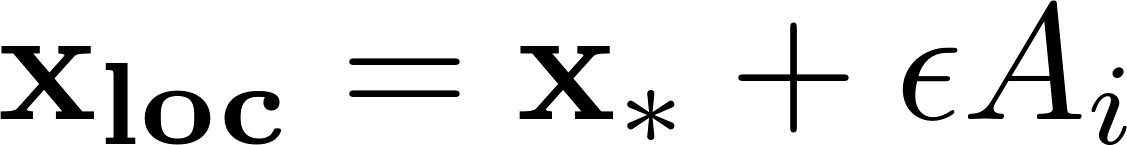 𝐱_𝐥𝐨𝐜 = 𝐱_* + ϵA_i